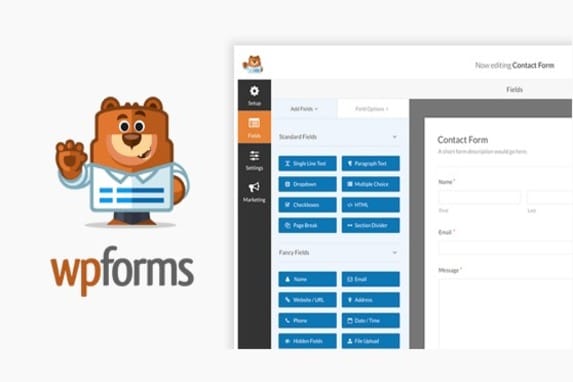 wpforms
Now editing Contact Form
Fields
Setup
Fields
Settings
Marketing
Add Fields
Field Options
Standard Fields
Single Line Text
Paragraph Text
Dropdown
Multiple Choice
Checkboxes
HTML
Page Break
Section Divider
Fancy Fields
Name
Email
Website / URL
Address
Phone
Date / Time
Hidden Fields
File Upload
Contact Form
A short form description would go here.
Name *
First
Last
Email *
Message *